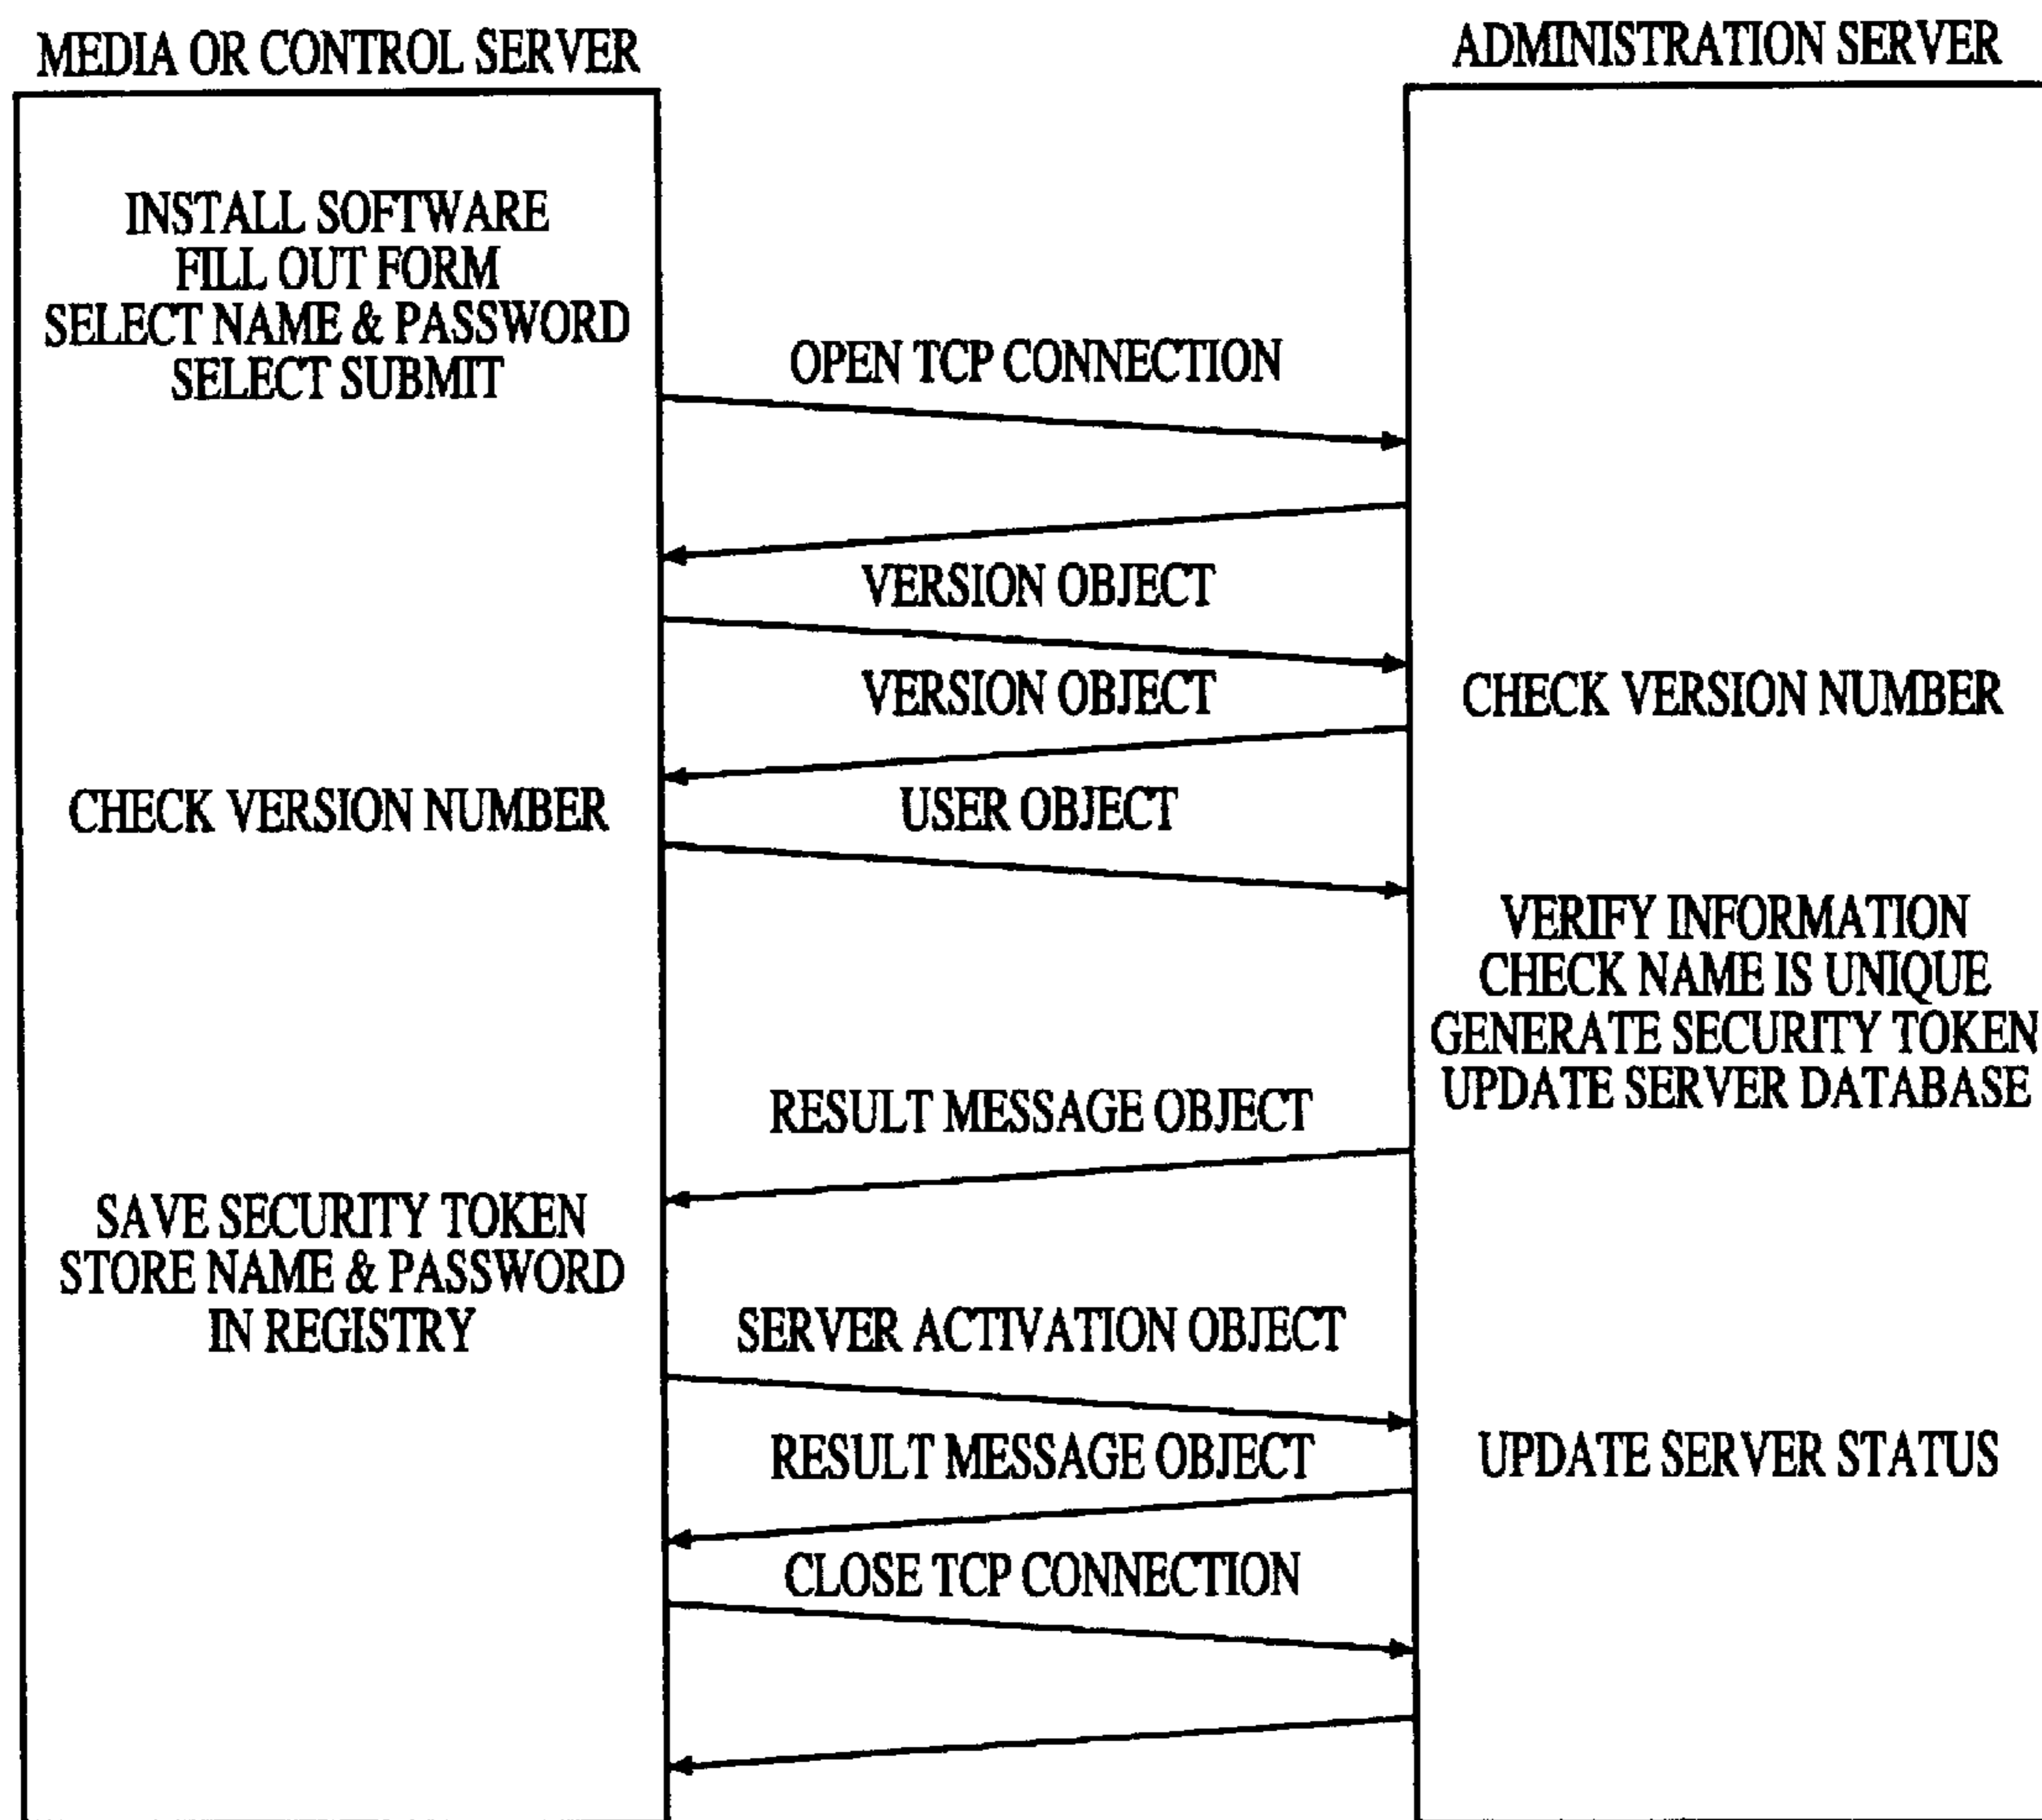 MEDIA OR CONTROL SERVER
ADMINISTRATION SERVER
INSTALL SOFTWARE
FILL OUT FORM
SELECT NAME & PASSWORD
SELECT SUBMIT
OPEN TCP CONNECTION
VERSION OBJECT
VERSION OBJECT
CHECK VERSION NUMBER
CHECK VERSION NUMBER
USER OBJECT
VERIFY INFORMATION
CHECK NAME IS UNIQUE
GENERATE SECURITY TOKEN
UPDATE SERVER DATABASE
RESULT MESSAGE OBJECT
SAVE SECURITY TOKEN
STORE NAME & PASSWORD
IN REGISTRY
SERVER ACTIVATION OBJECT
RESULT MESSAGE OBJECT
UPDATE SERVER STATUS
CLOSE TCP CONNECTION